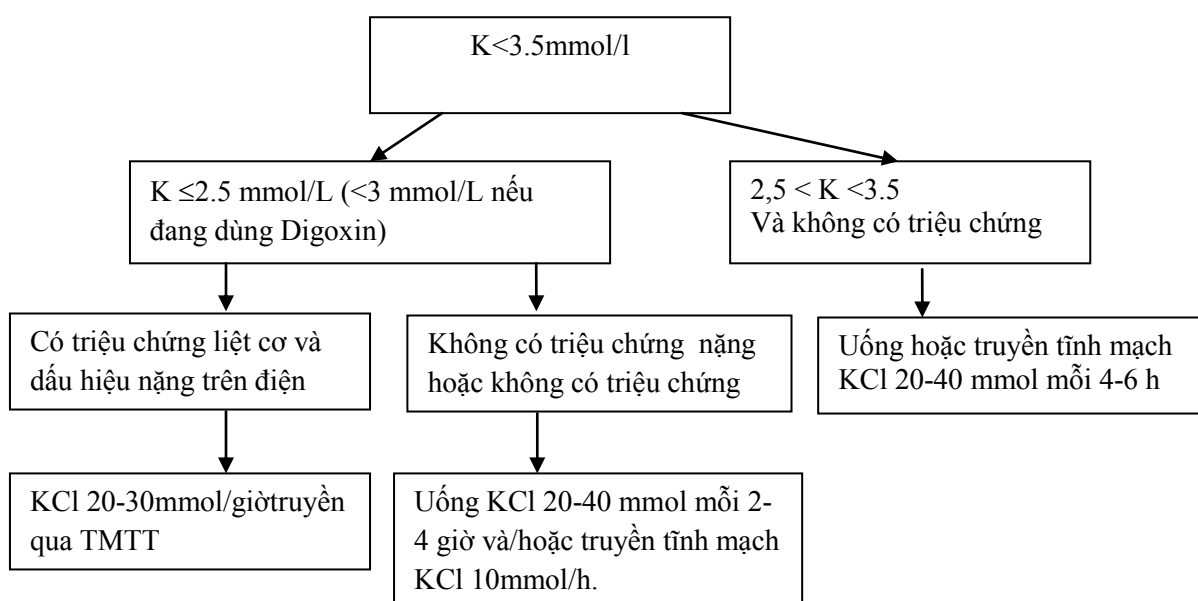 K<3.5mmol/l
K ≤2.5 mmol/L (<3 mmol/L nếu
đang dùng Digoxin)
2,5 < K <3.5
Và không có triệu chứng
Có triệu chứng liệt cơ và
dấu hiệu nặng trên điện
Không có triệu chứng nặng
hoặc không có triệu chứng
Uống hoặc truyền tĩnh mạch
KCl 20-40 mmol mỗi 4-6 h
KCl 20-30mmol/giờtruyền
qua TMTT
Uống KCl 20-40 mmol mỗi 2-
4 giờ và/hoặc truyền tĩnh mạch
KCl 10mmol/h.